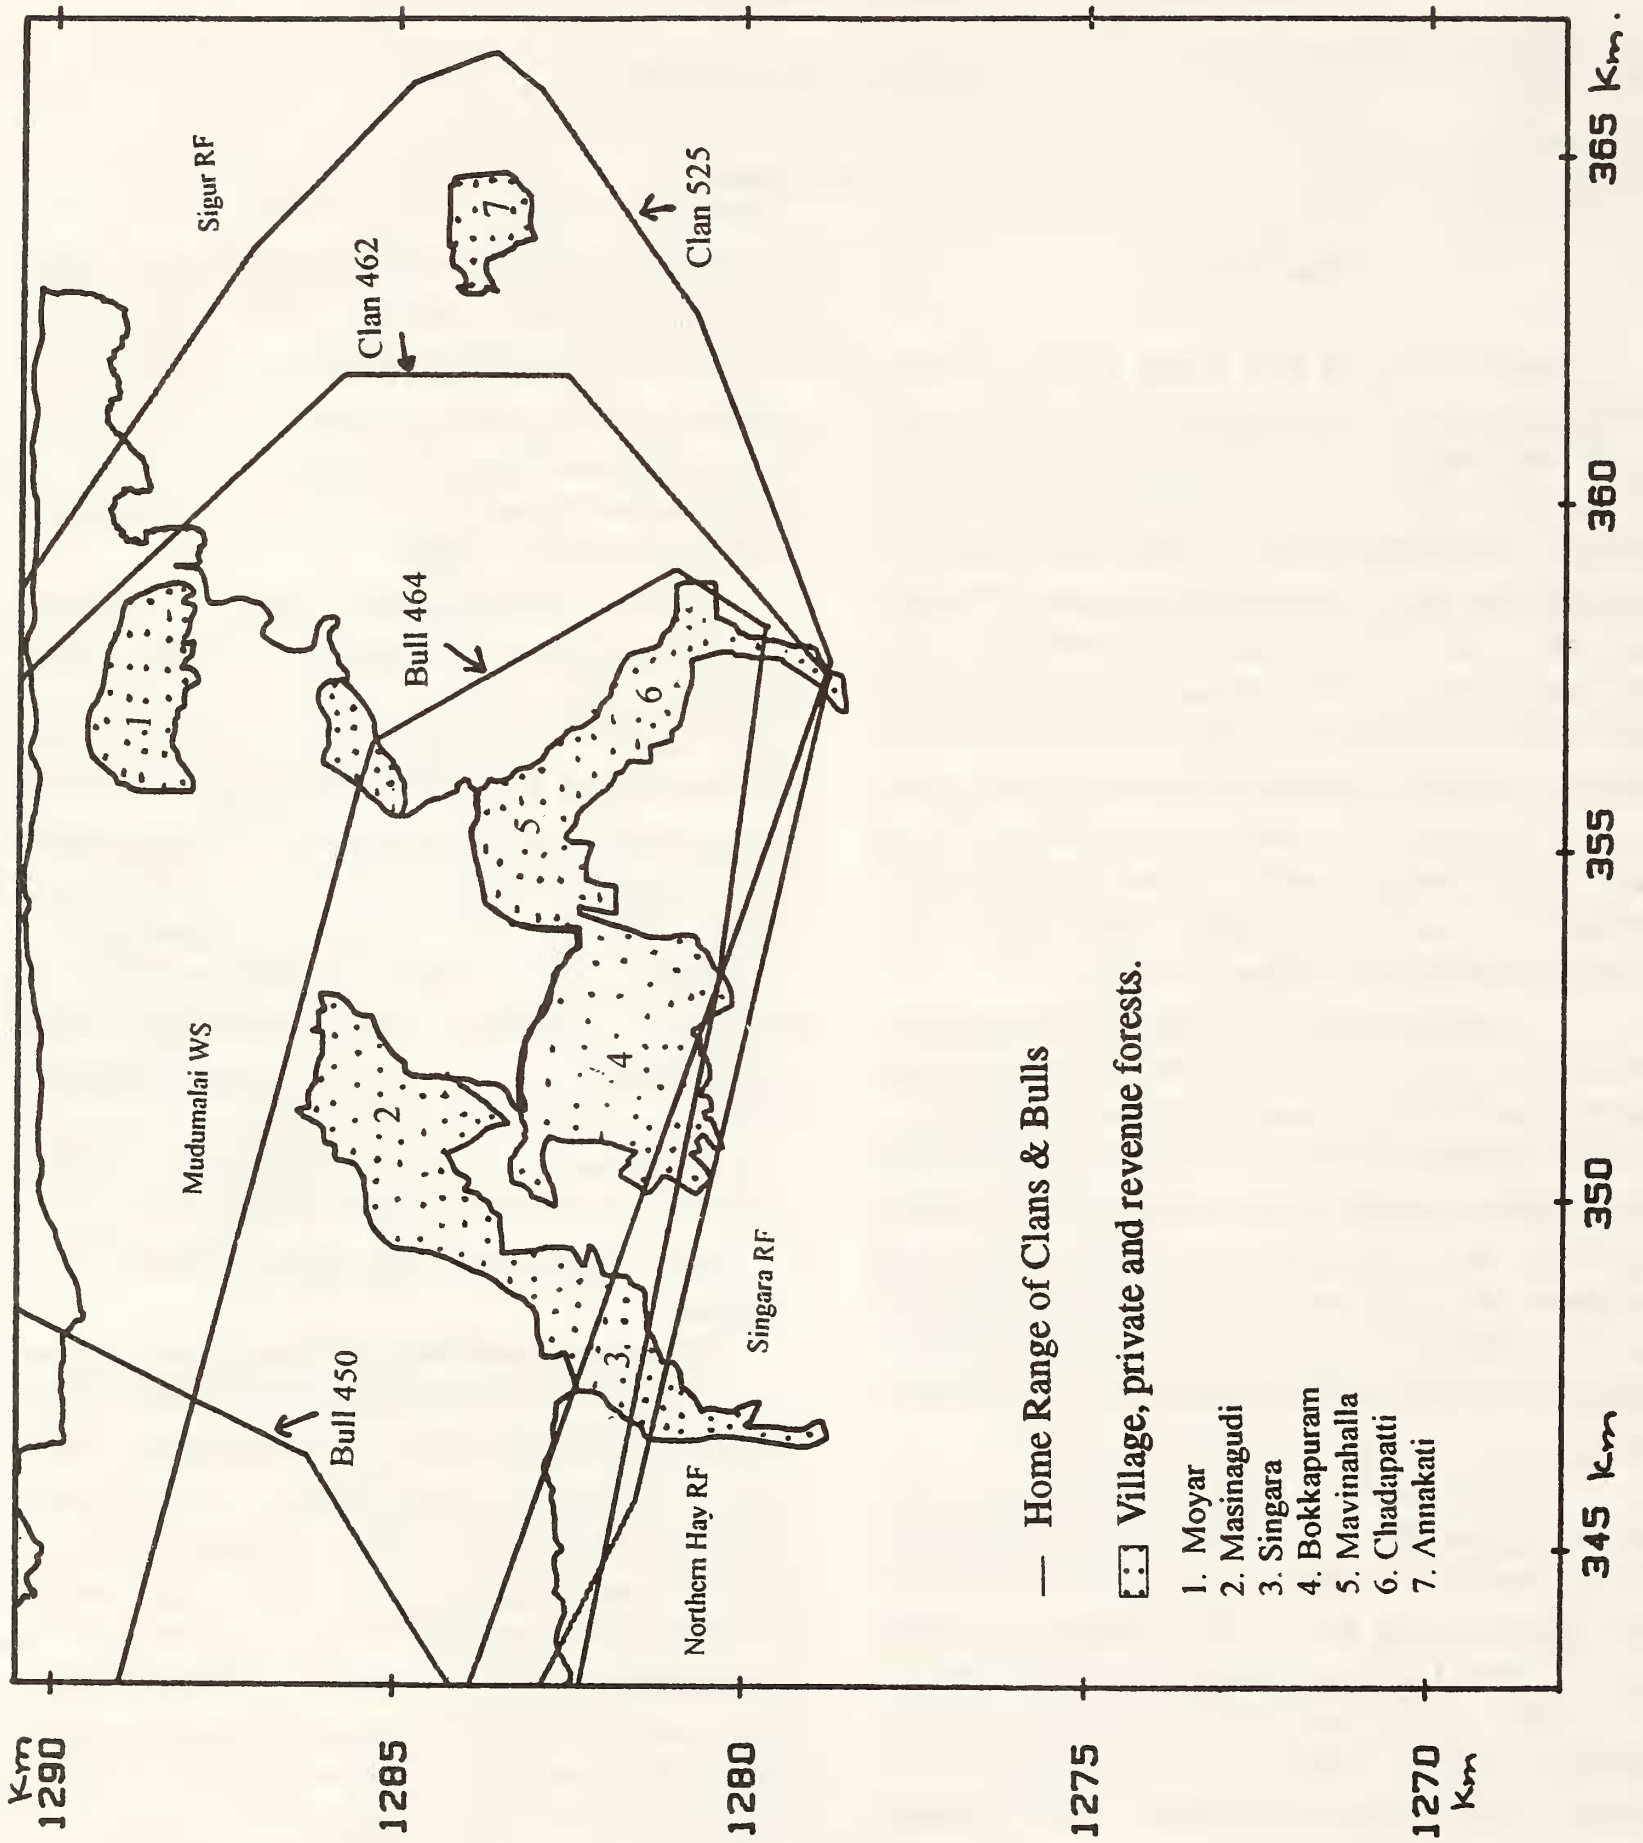 Km
1290
1285
1280
1275
1270
Km
Sigur RF
Clan 462
Clan 525
7
Mudumalai WS
1
Bull 464
6
5
2
4
Bull 450
3.
Singara RF
Northern Hay RF
— Home Range of Clans & Bulls
Village, private and revenue forests.
1. Moyar
2. Masinagudi
3. Singara
4. Bokkapuram
5. Mavinahalla
6. Chadapatti
7. Annakati
345 Km
350
355
360
365 Km.